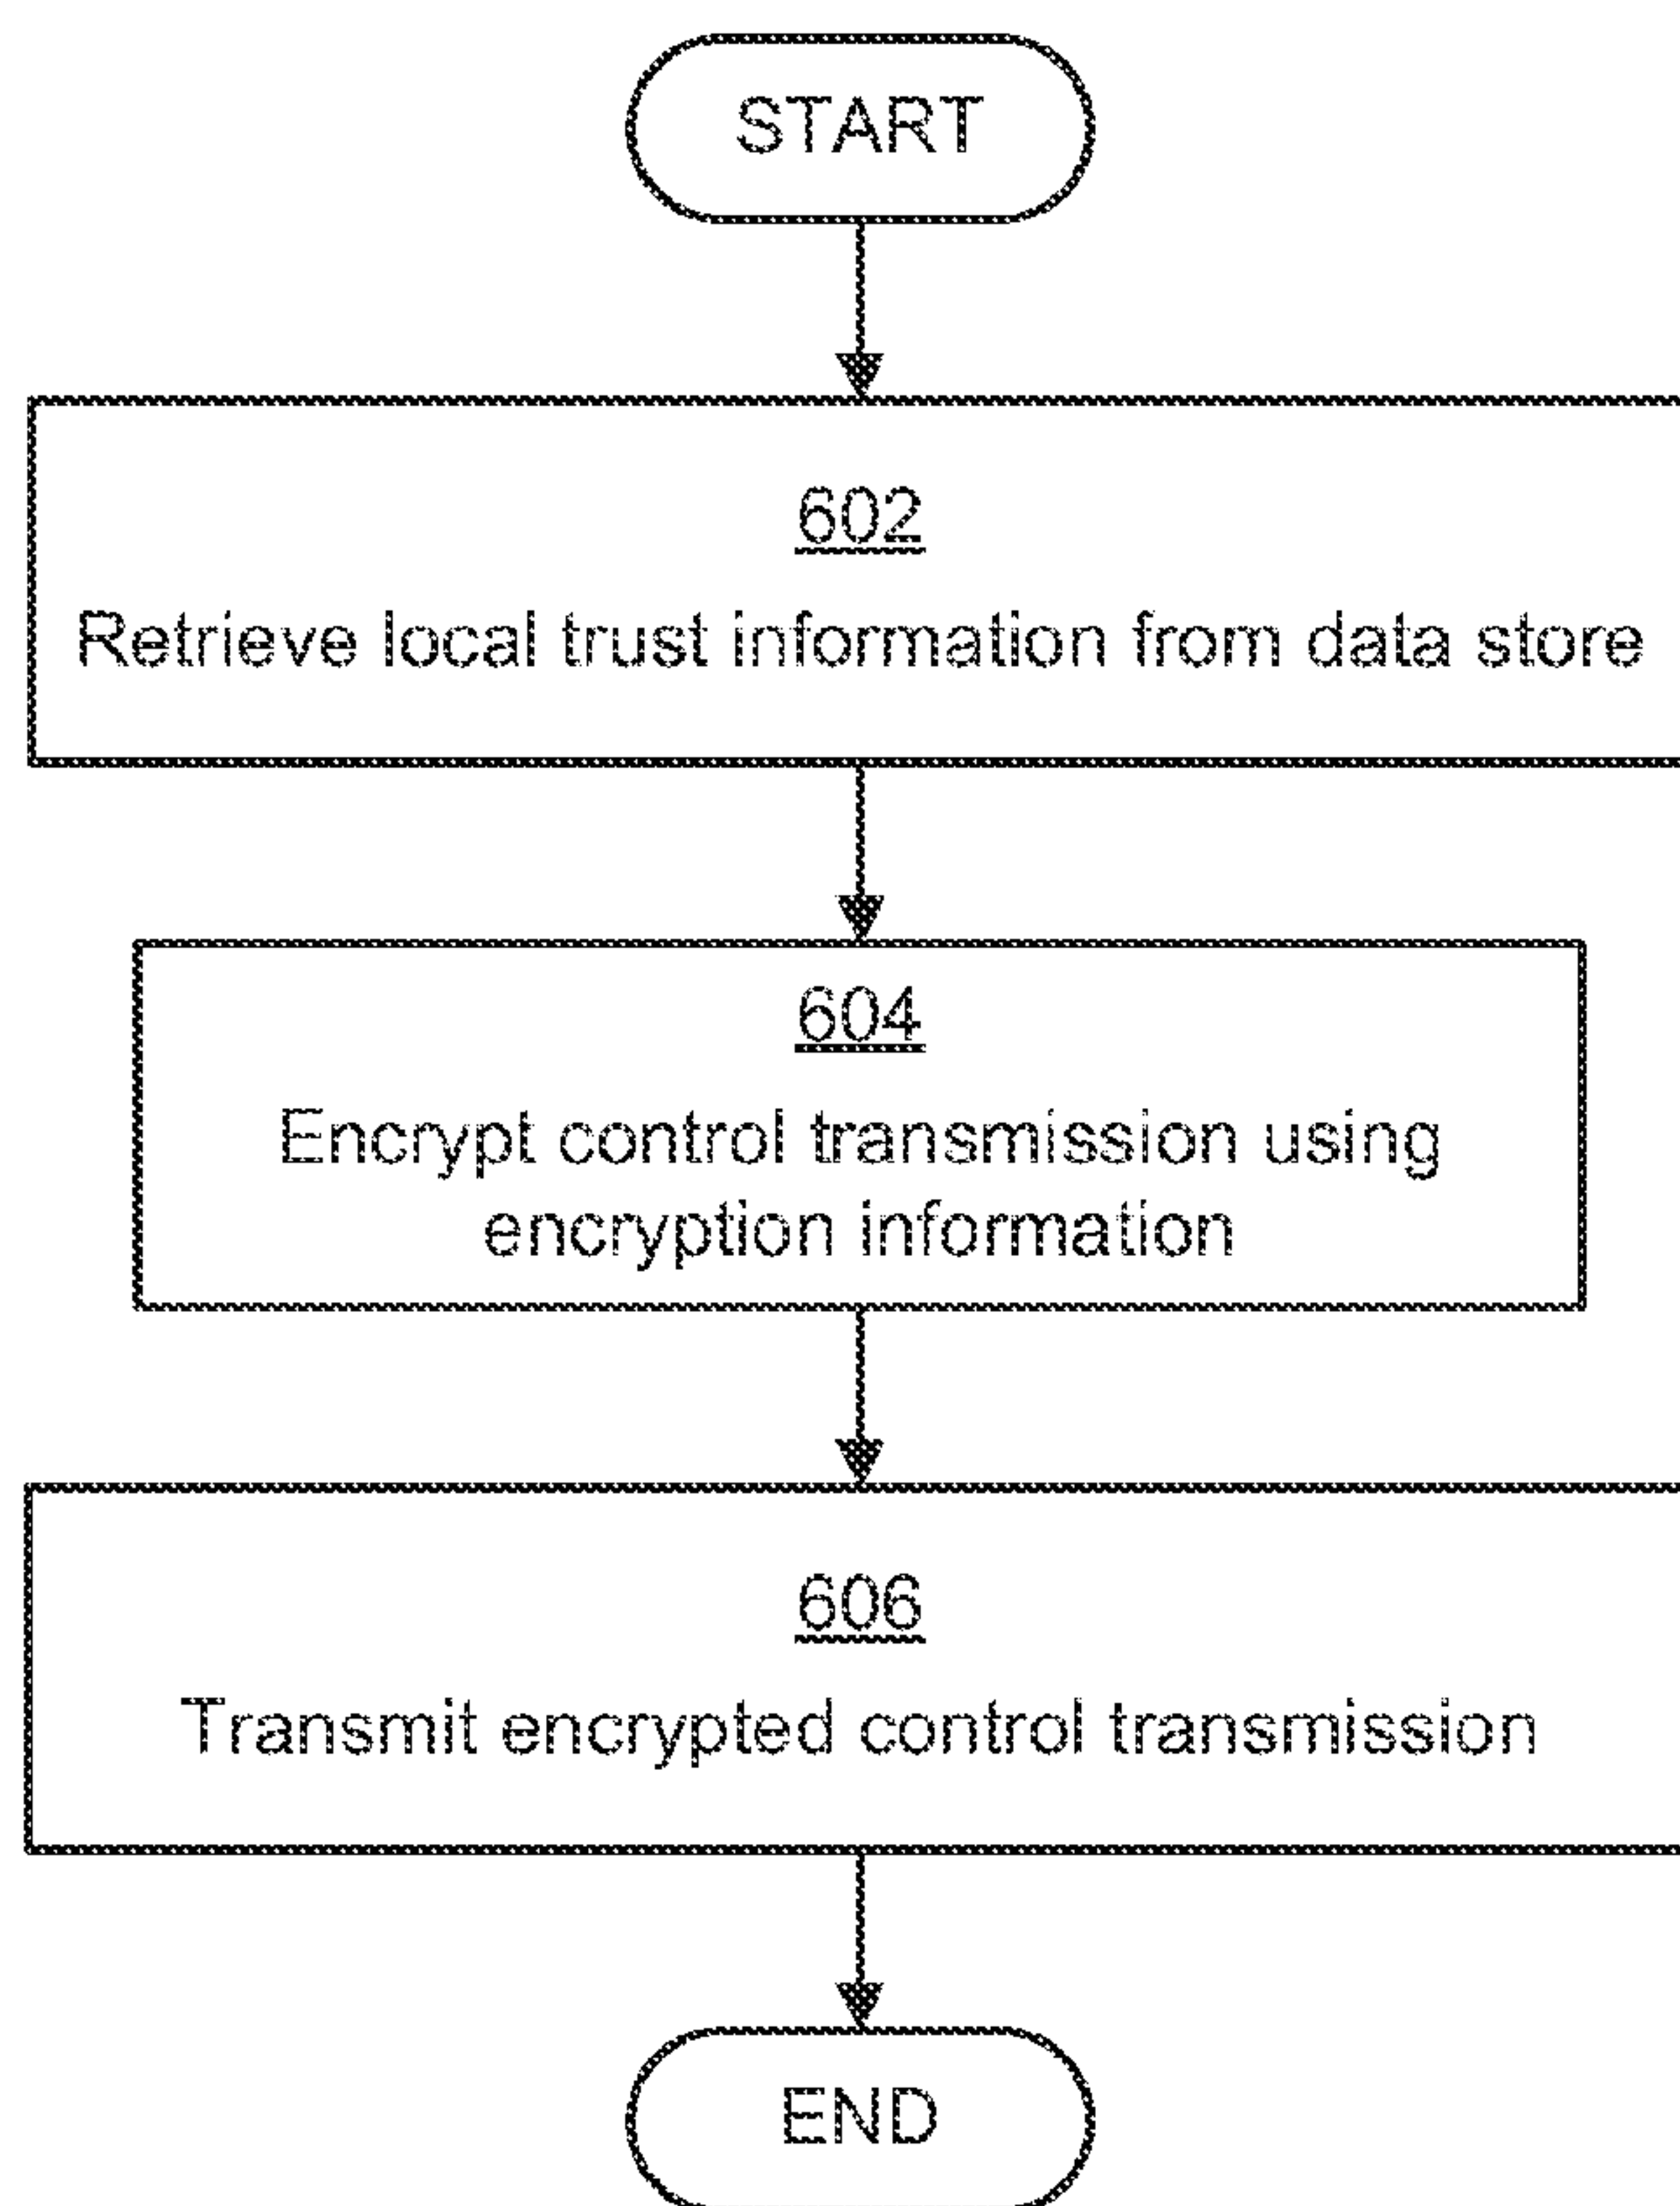 START
602
Retrieve local trust information from data store
604
Encrypt control transmission using
encryption information
606
Transmit encrypted control transmission
END